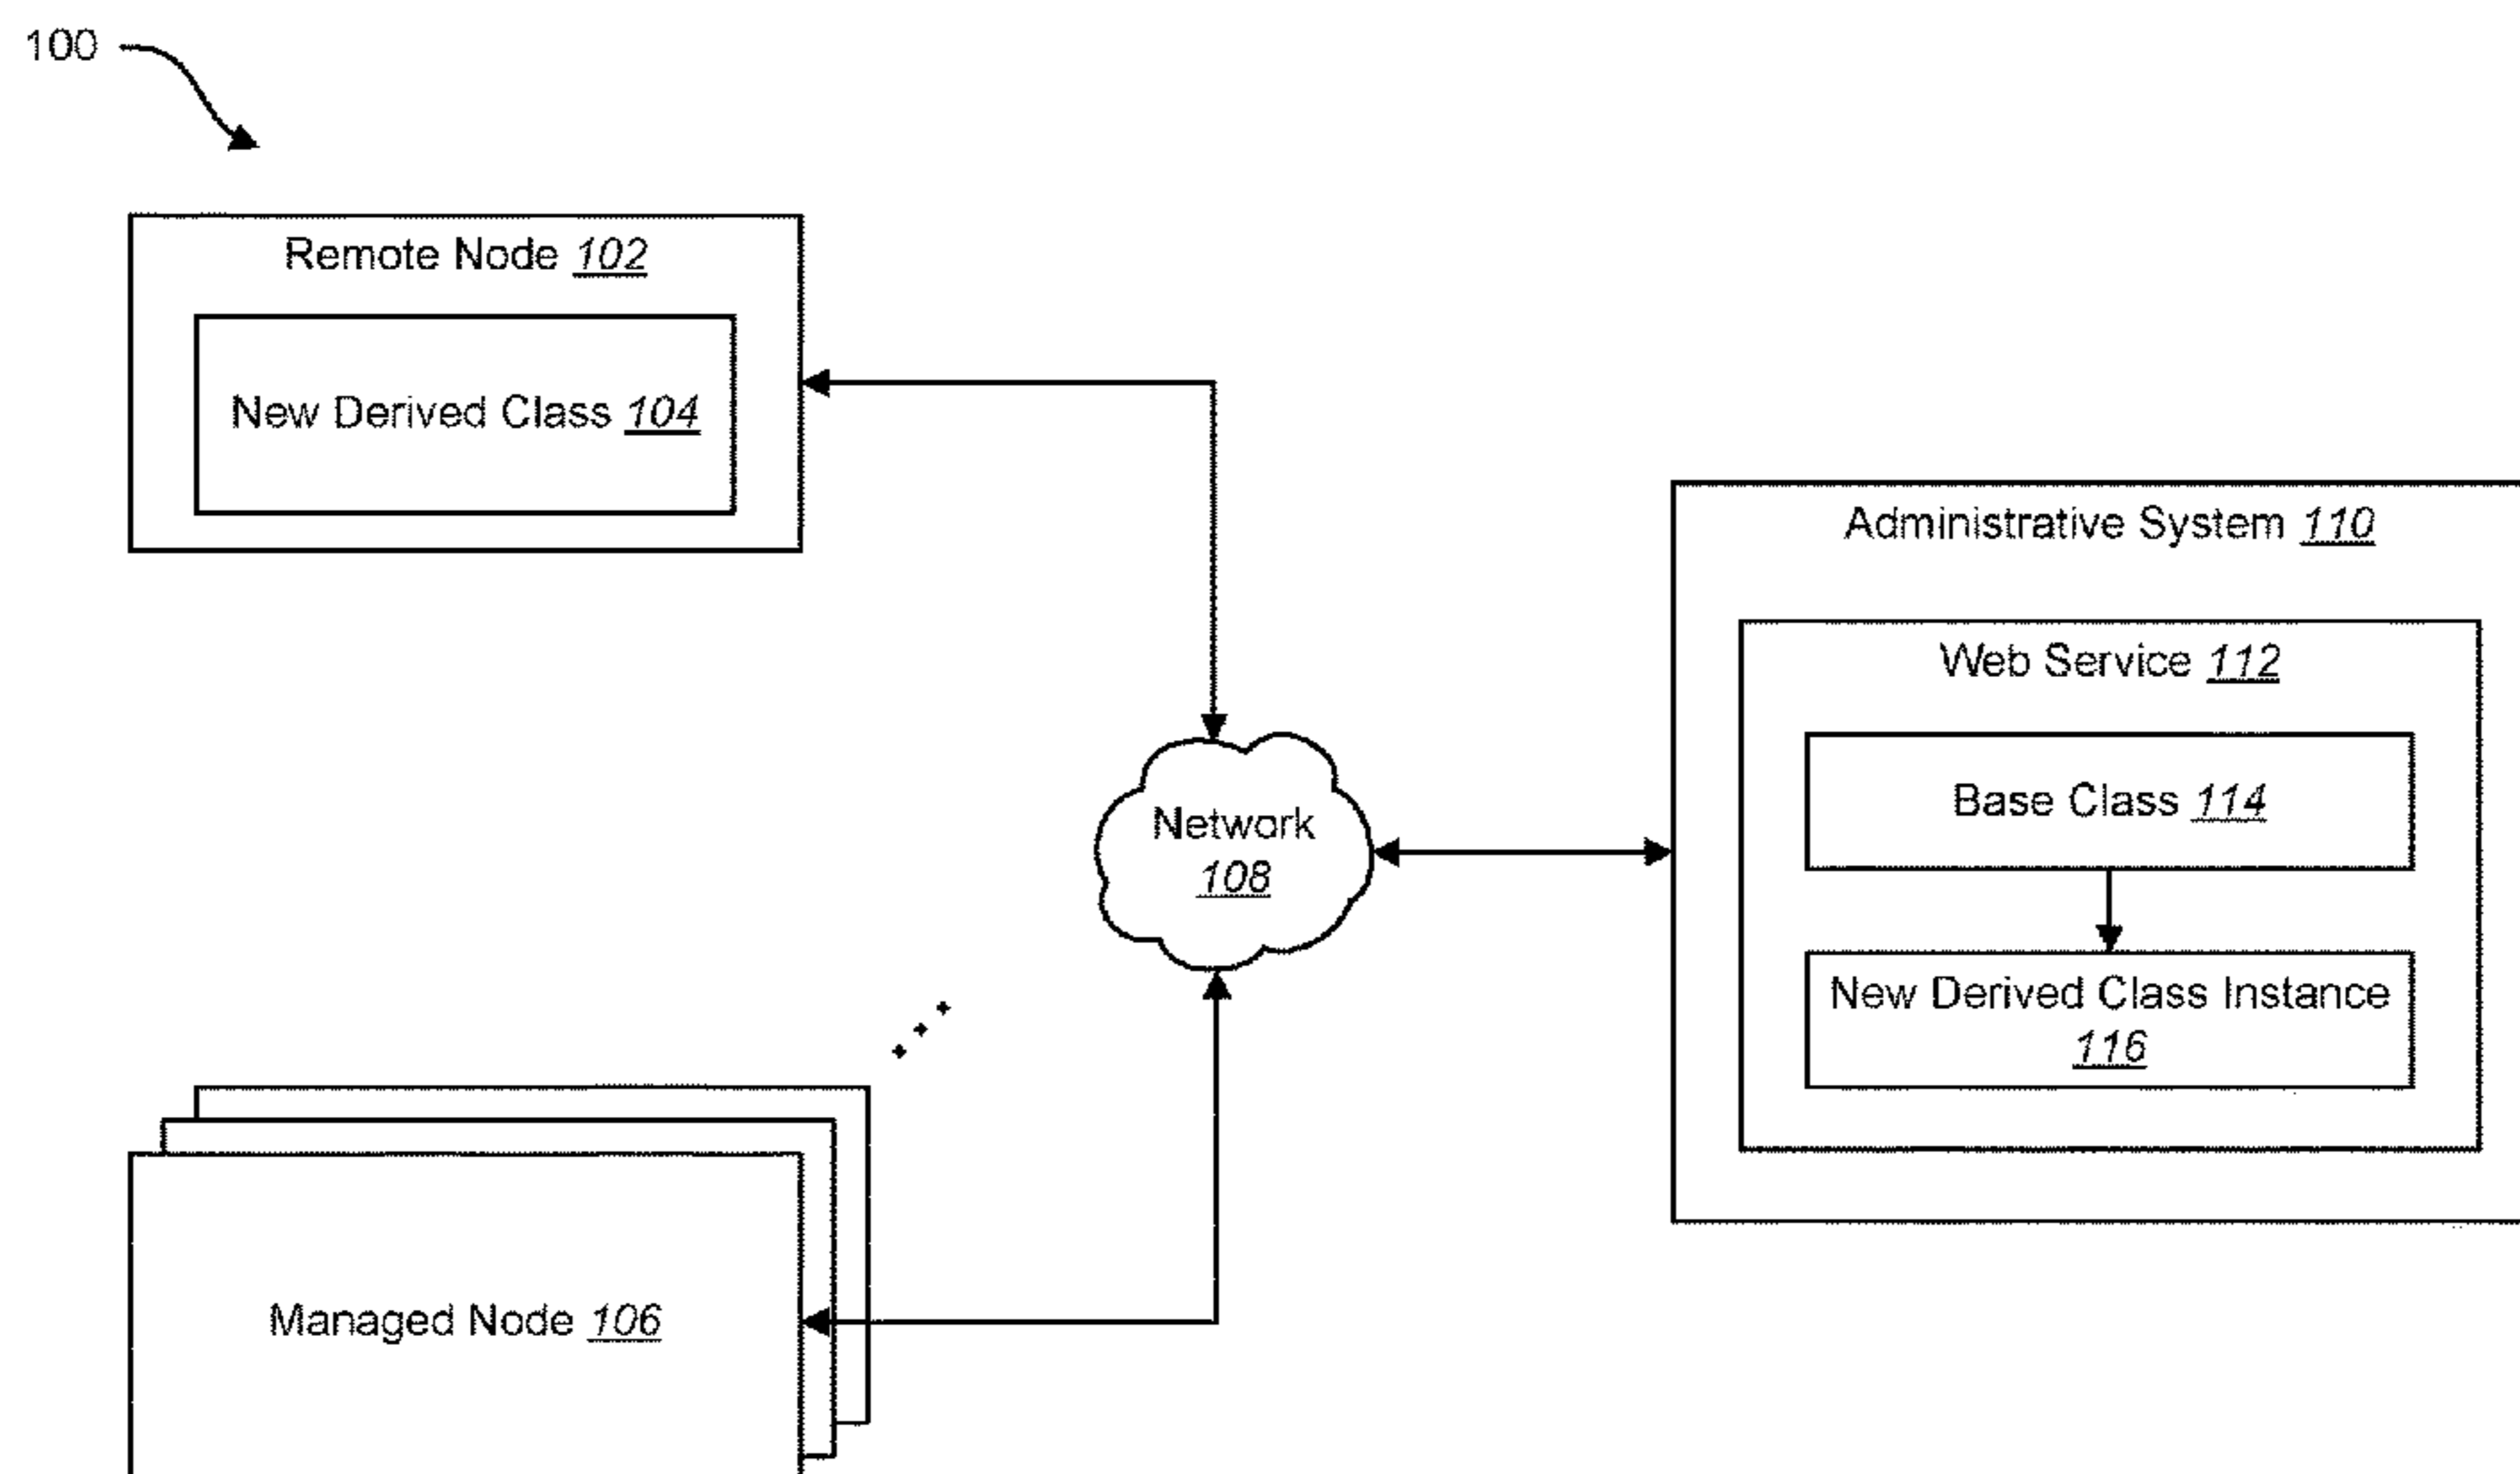 100
Remote Node 102
New Derived Class 104
Administrative System 110
Web Service 112
Base Class 114
Network
108
New Derived Class Instance
116
Managed Node 106